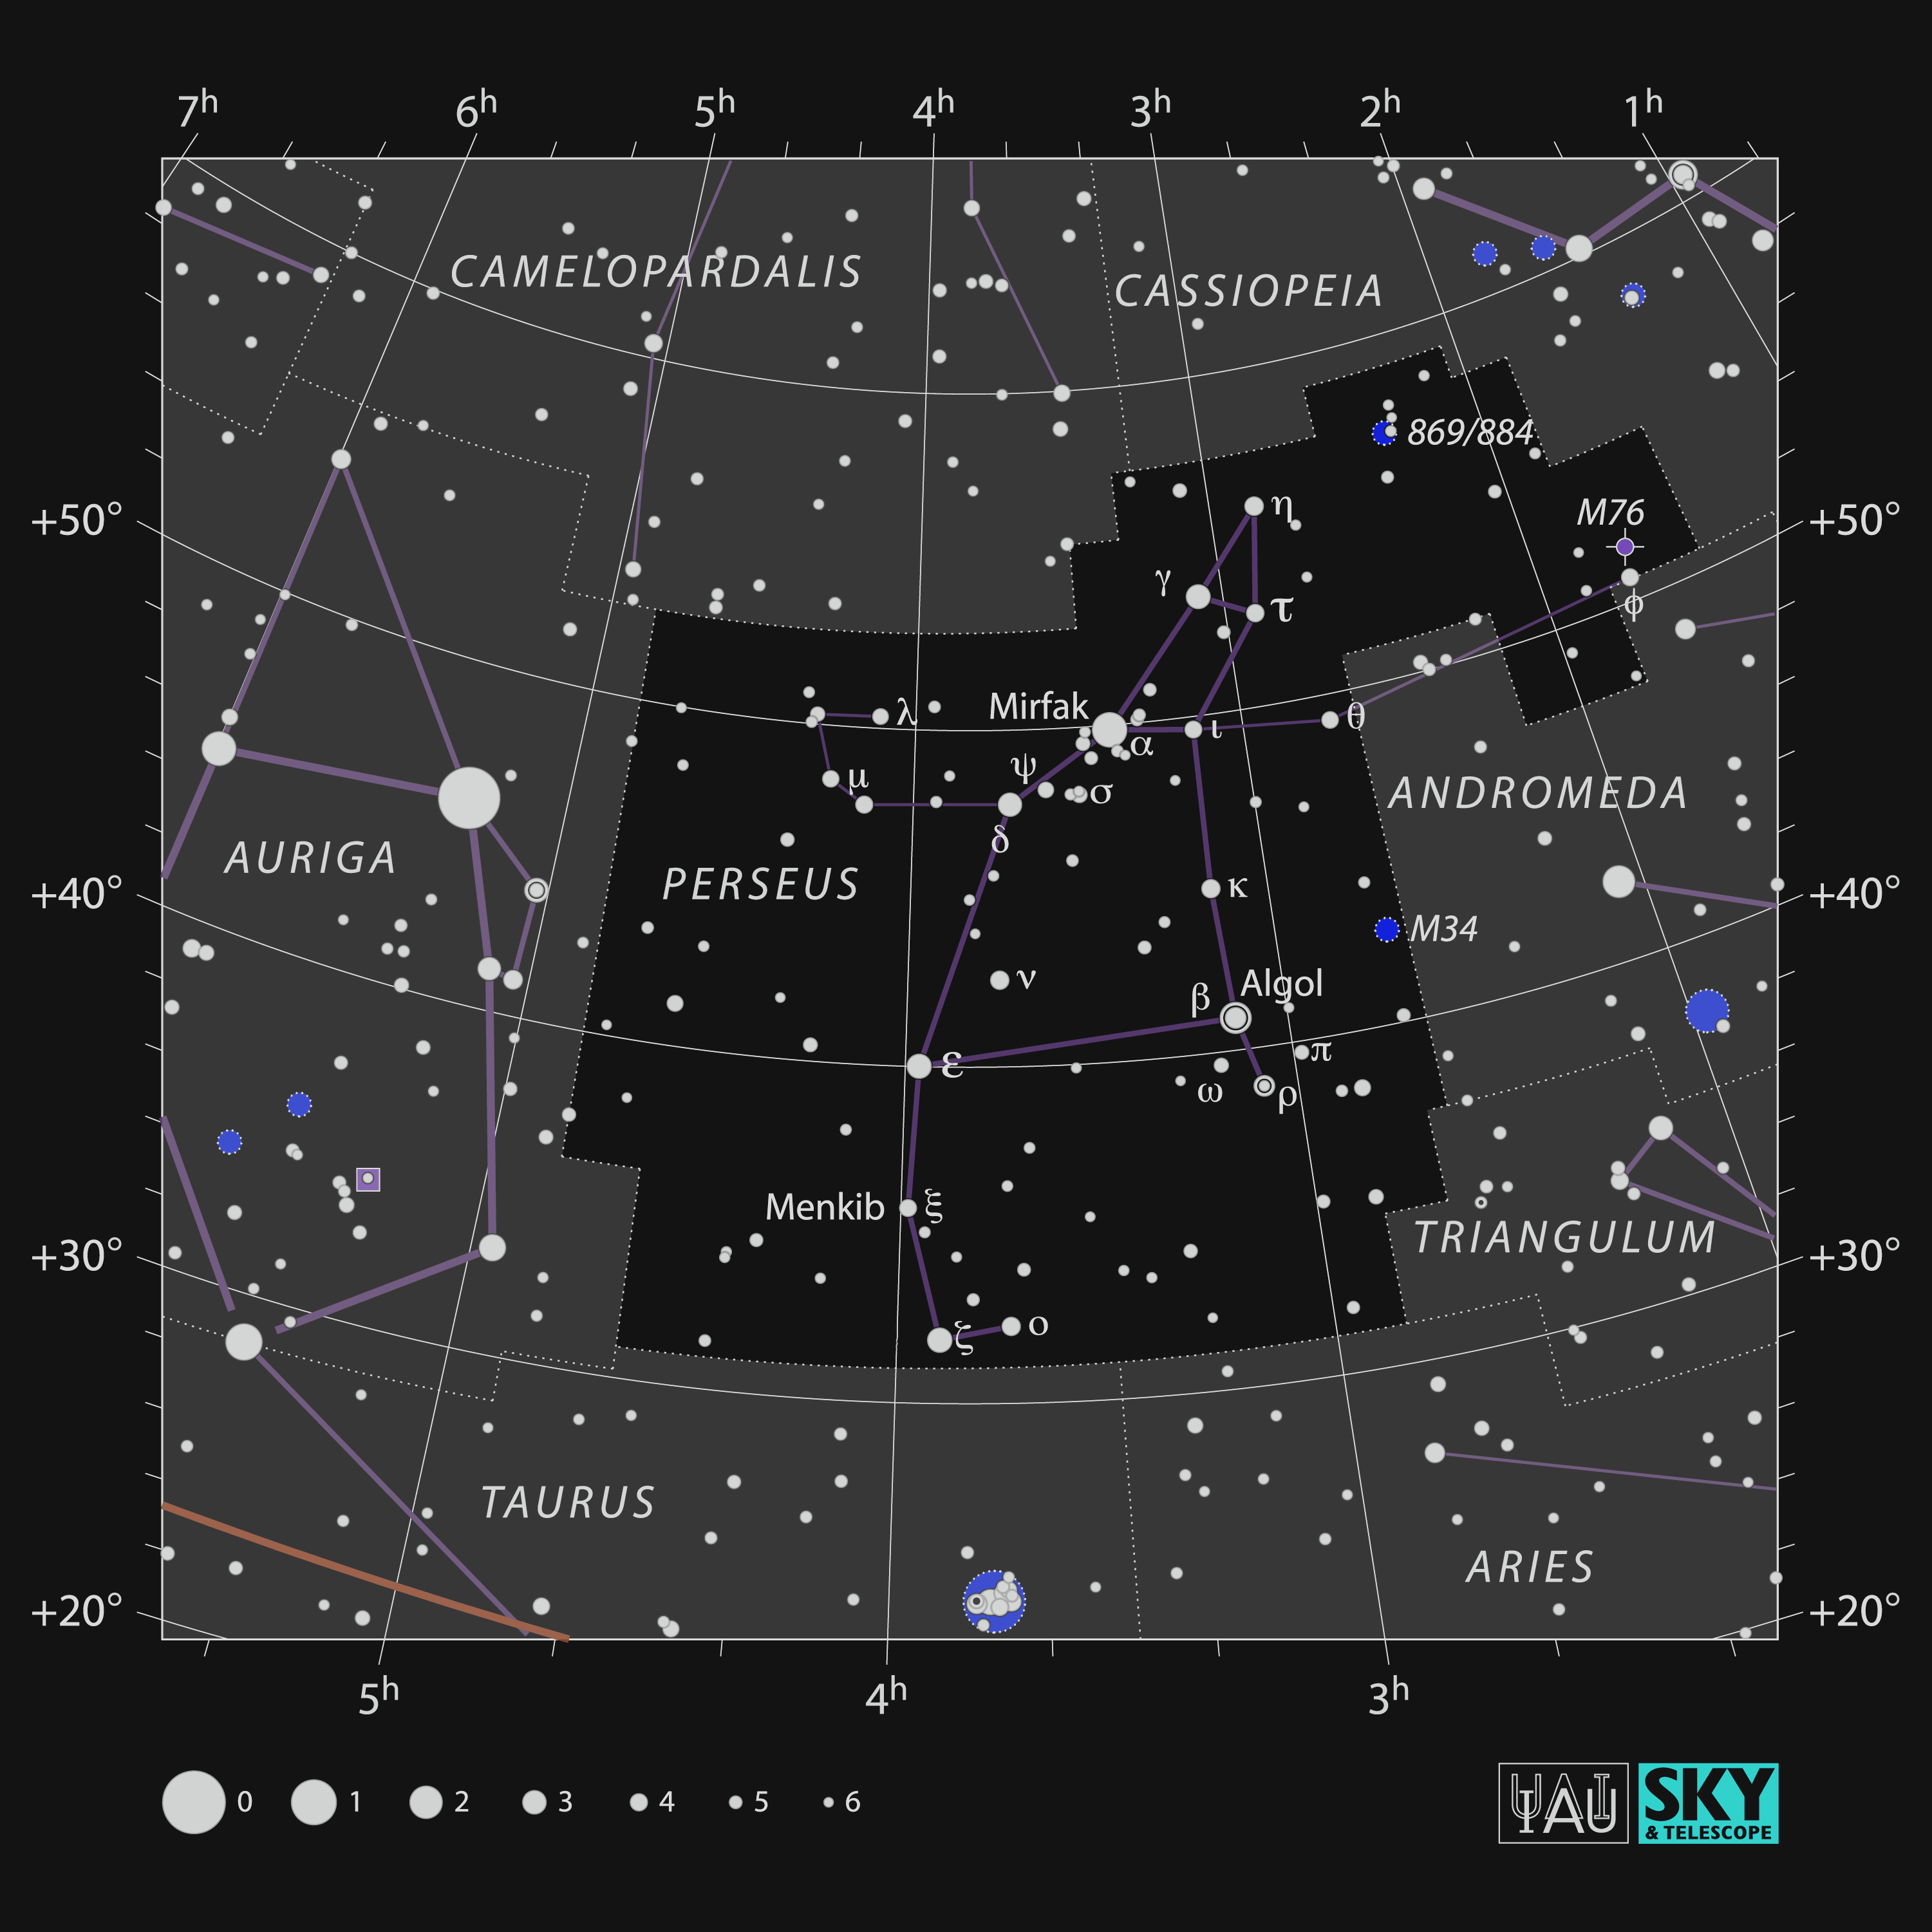 7h 6h 5h 4h 3h 2h 1h
CAMELOPARDALIS
CASSIOPEIA
869/884
+50°
M76
+50°
η
γ
τ
φ
Mirfak
λ
α
ι
θ
ψ
μ
σ
δ
ANDROMEDA
AURIGA
PERSEUS
κ
+40°
+40°
M34
ν
Algol
β
ε
π
ω
ρ
Menkib
ξ
TRIANGULUM
+30°
+30°
ζ
ο
TAURUS
ARIES
+20°
+20°
5h 4h 3h
0 1 2 3 4 5 6
IAU
SKY
& TELESCOPE